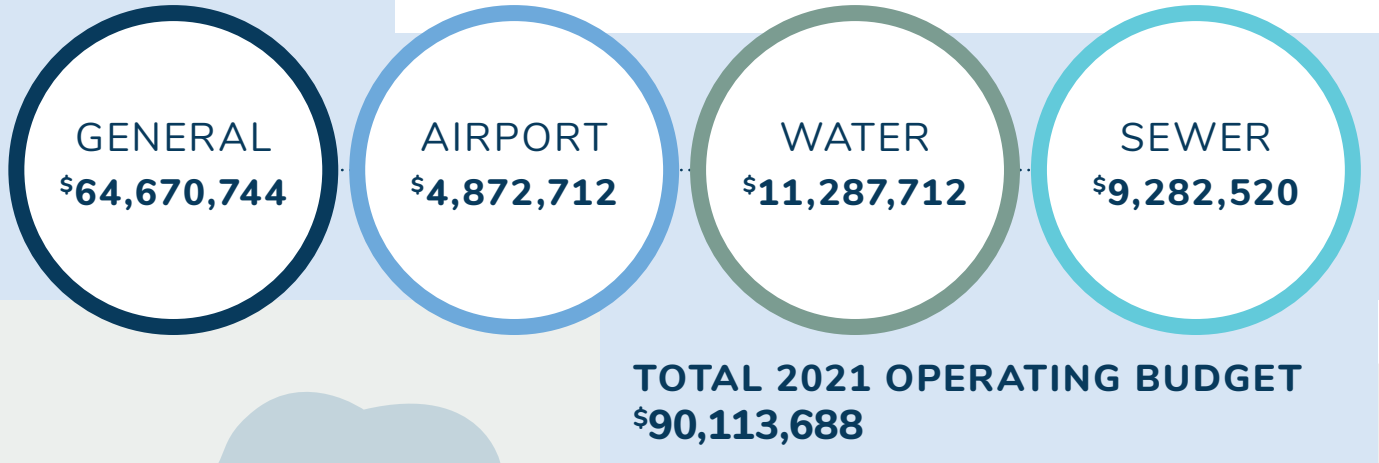 GENERAL
$64,670,744
AIRPORT
$4,872,712
WATER
$11,287,712
SEWER
$9,282,520
TOTAL 2021 OPERATING BUDGET
$90,113,688